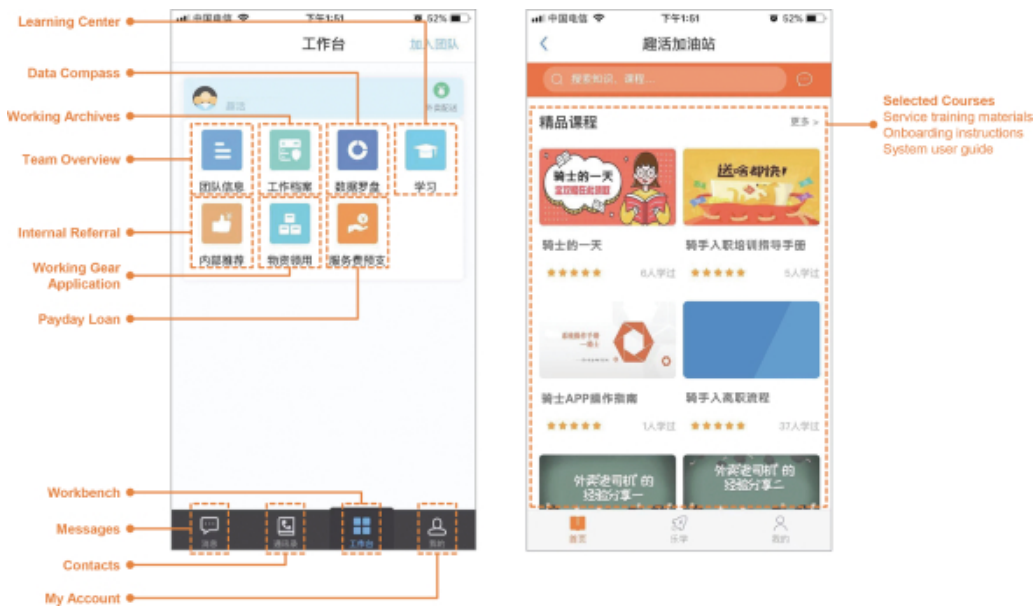 Learning Center
Data Compass
Working Archives
Team Overview
Internal Referral
Working Gear
Application
Payday Loan
Workbench
Messages
Contacts
My Account
中国电信
下午1:51
52%
工作台
加入团队
团队信息
工作档案
数据罗盘
学习
内部推荐
物资领用
服务费预支
消息
通讯录
工作台
我的
中国电信
下午1:51
52%
趣活加油站
搜索知识、课程...
精品课程
更多 >
骑士的一天
送啥都快!
骑士的一天
骑手入职培训指导手册
6人学过
5人学过
骑士APP操作指南
骑手入离职流程
1人学过
37人学过
外卖"老司机"的
经验分享一
外卖"老司机"的
经验分享二
首页
乐学
我的
Selected Courses
Service training materials
Onboarding instructions
System user guide